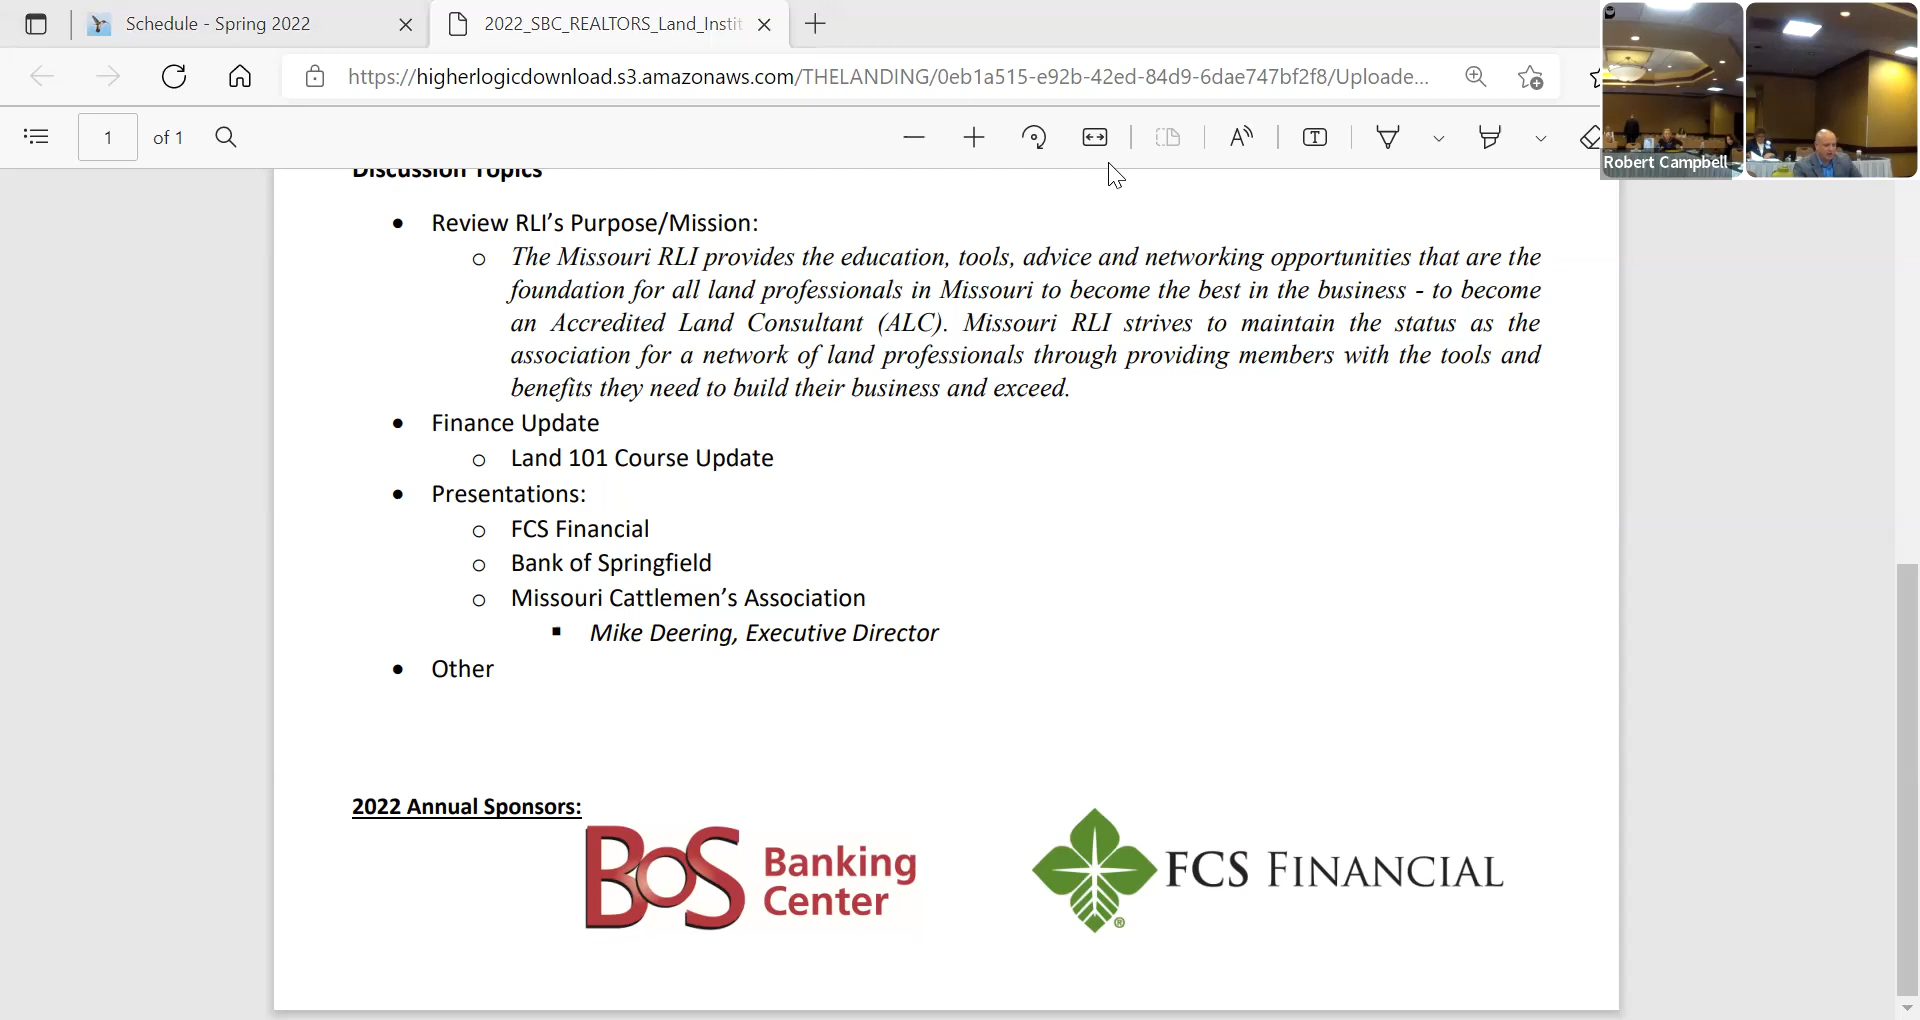 Schedule - Spring 2022
2022_SBC_REALTORS_Land_Instit
https://higherlogicdownload.s3.amazonaws.com/THELANDING/0eb1a515-e92b-42ed-84d9-6dae747bf2f8/Uploade...
1 of 1
Robert Campbell
Discussion Topics
• Review RLI’s Purpose/Mission:
o The Missouri RLI provides the education, tools, advice and networking opportunities that are the
foundation for all land professionals in Missouri to become the best in the business - to become
an Accredited Land Consultant (ALC). Missouri RLI strives to maintain the status as the
association for a network of land professionals through providing members with the tools and
benefits they need to build their business and exceed.
• Finance Update
o Land 101 Course Update
• Presentations:
o FCS Financial
o Bank of Springfield
o Missouri Cattlemen’s Association
▪ Mike Deering, Executive Director
• Other
2022 Annual Sponsors:
BOS Banking
Center
FCS FINANCIAL
®